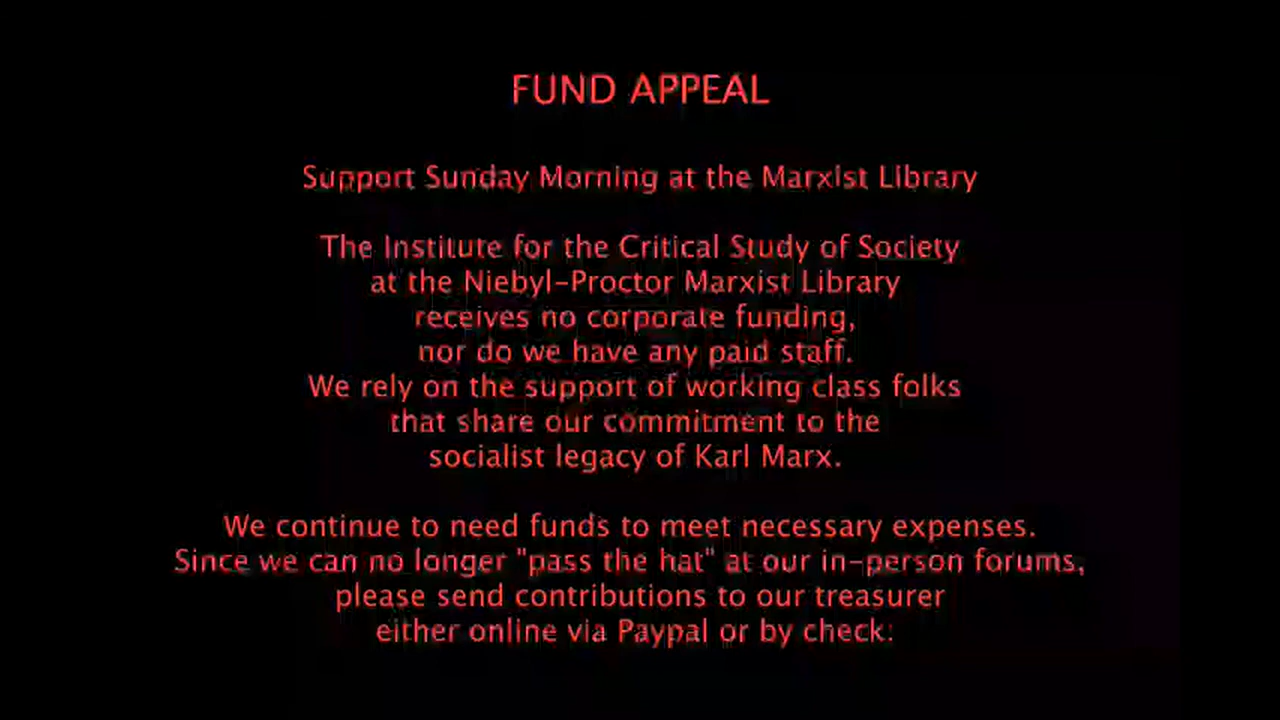 FUND APPEAL
Support Sunday Morning at the Marxist Library
The Institute for the Critical Study of Society
at the Niebyl-Proctor Marxist Library
receives no corporate funding,
nor do we have any paid staff.
We rely on the support of working class folks
that share our commitment to the
socialist legacy of Karl Marx.
We continue to need funds to meet necessary expenses.
Since we can no longer "pass the hat" at our in-person forums,
please send contributions to our treasurer
either online via Paypal or by check: